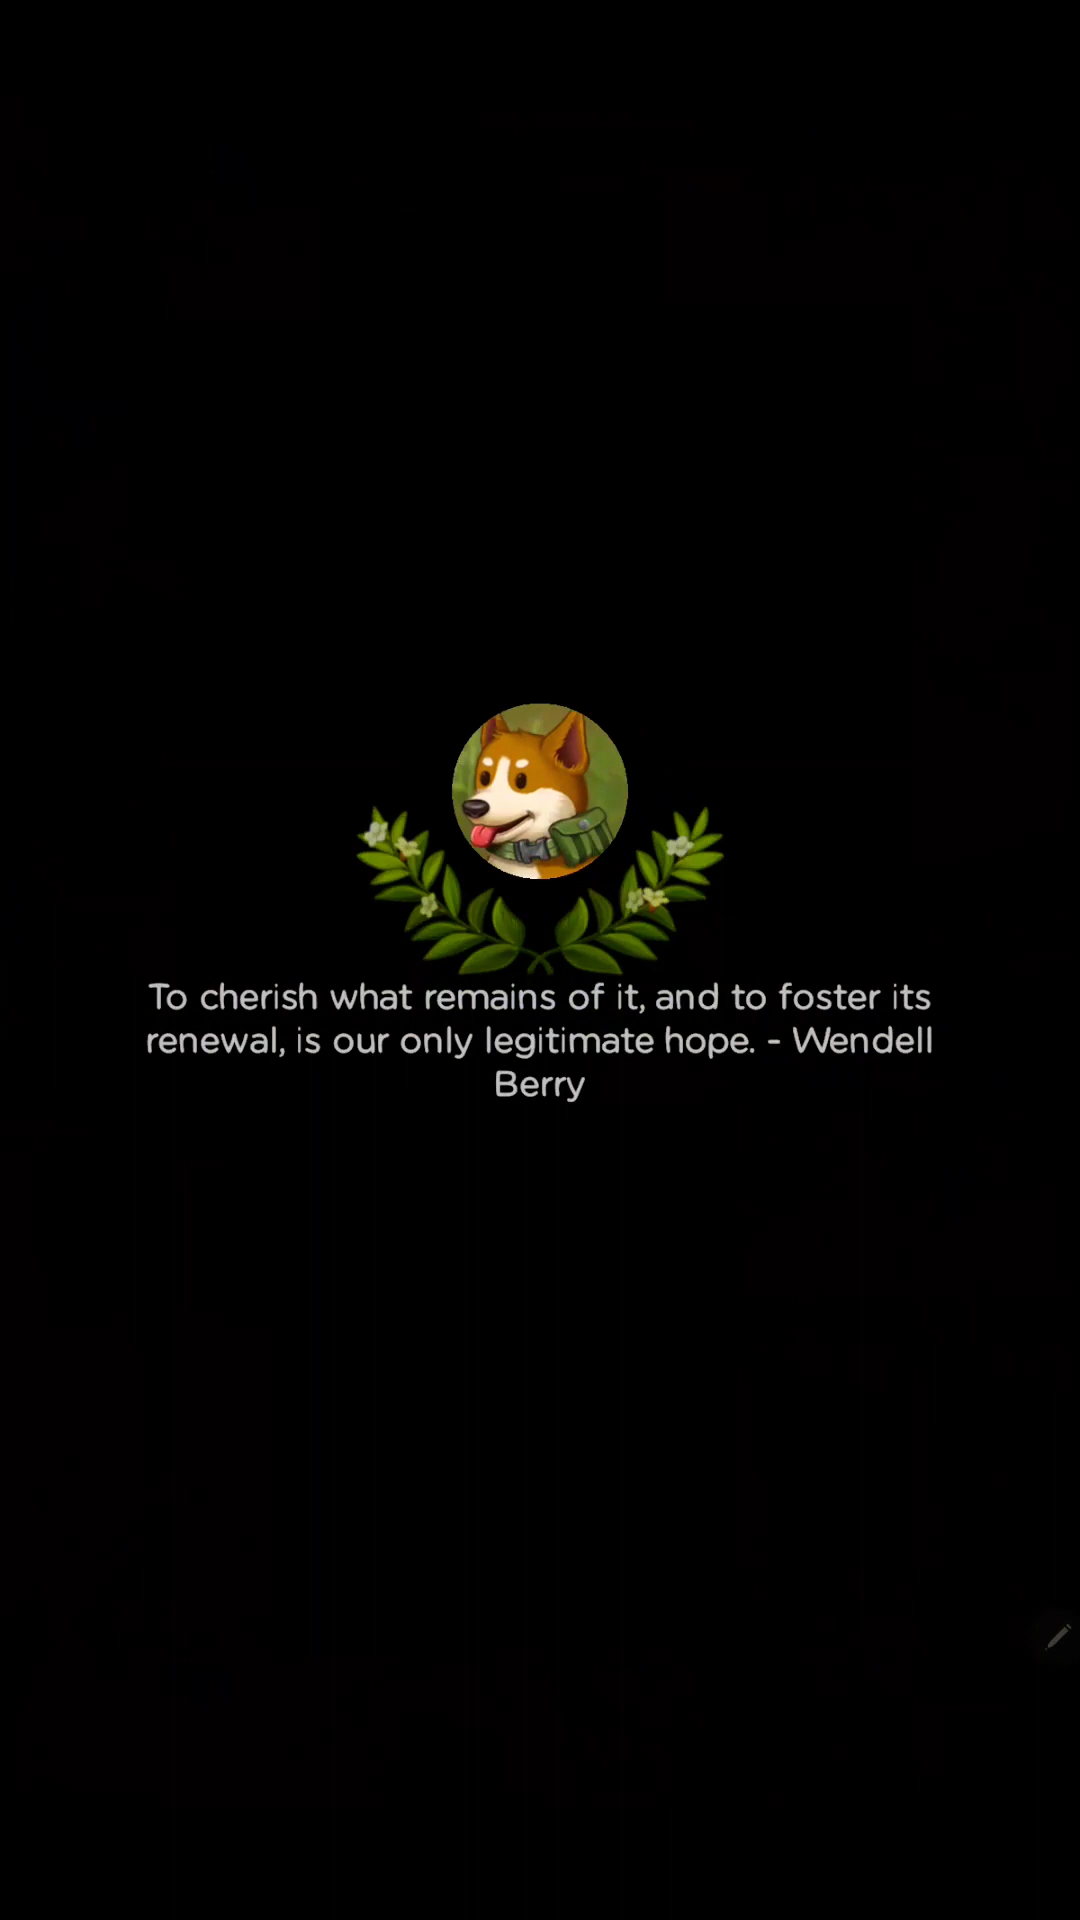 To cherish what remains of it, and to foster its
renewal, is our only legitimate hope. - Wendell
Berry